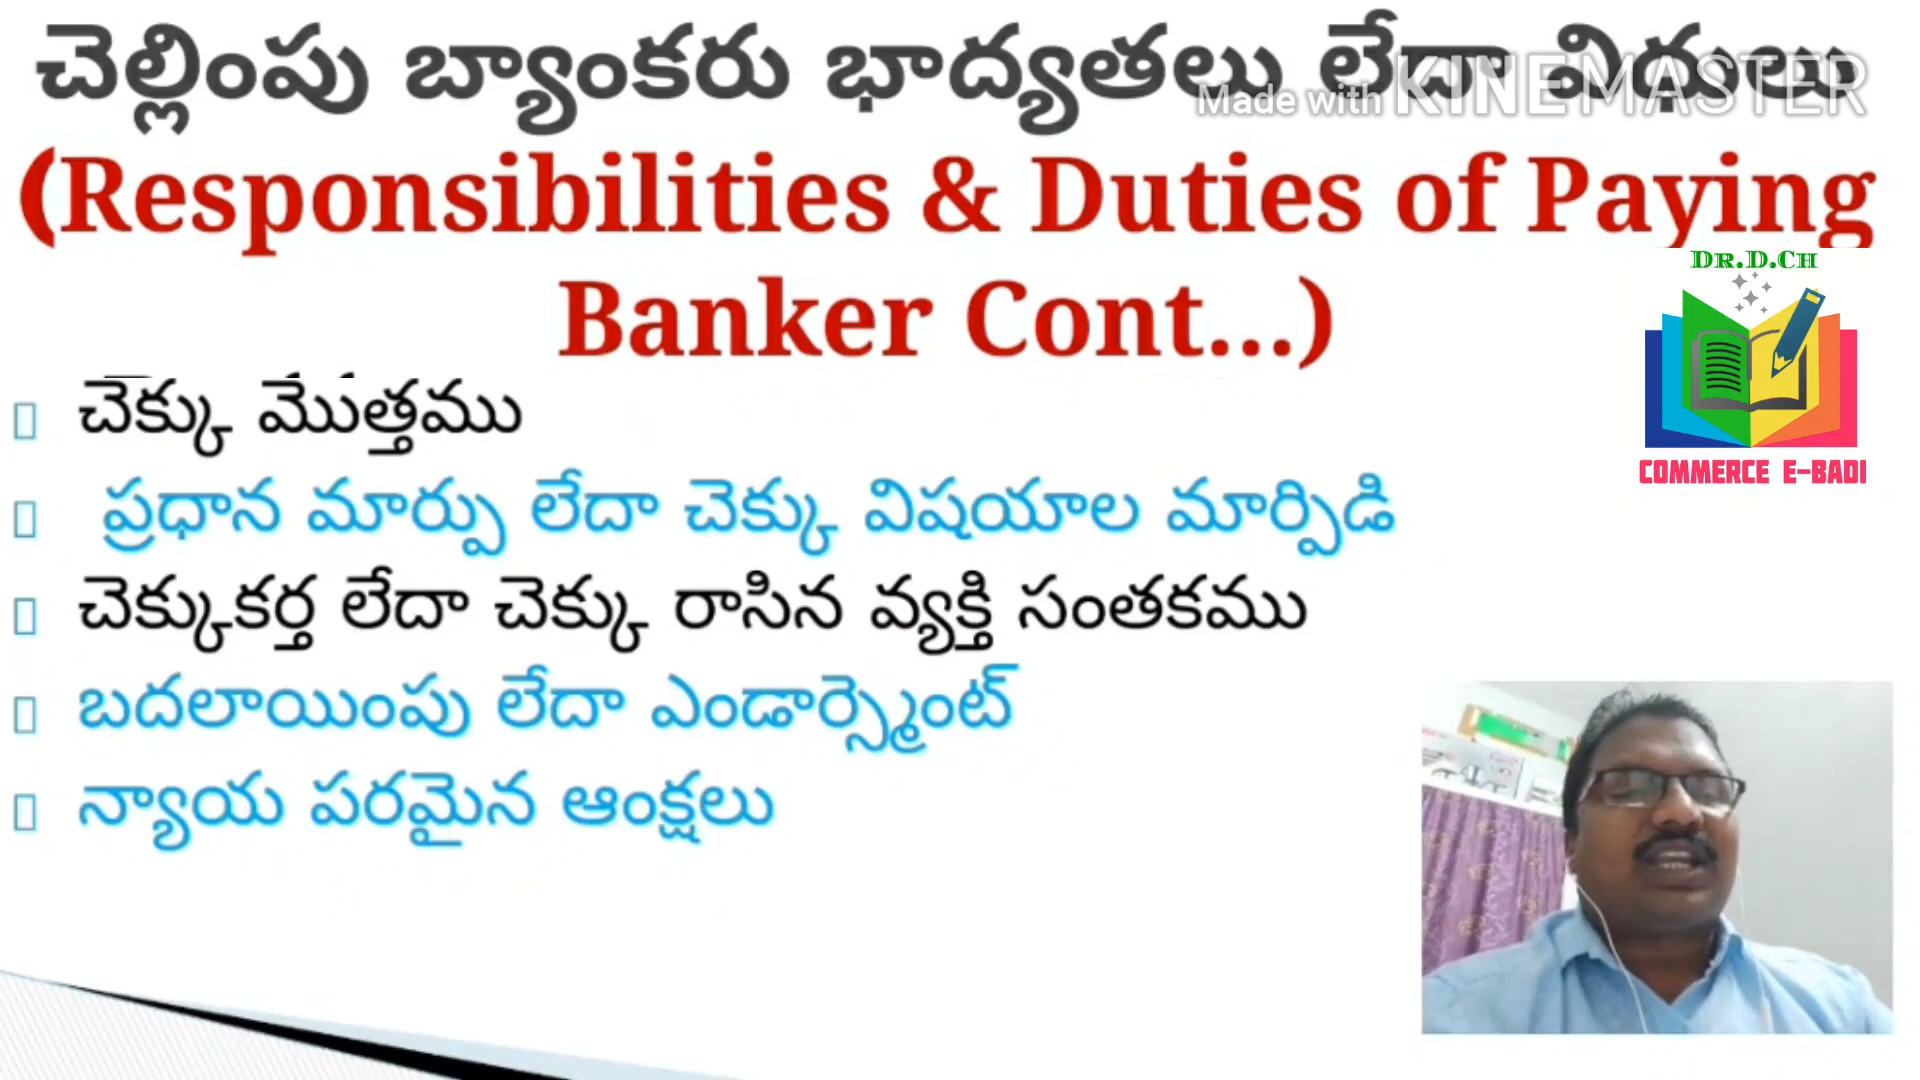 చెల్లింపు బ్యాంకరు భాద్యతలు లేదా విధులు
Made with KINEMASTER
(Responsibilities & Duties of Paying
Banker Cont...)
DR.D.CH
COMMERCE E-BADI
చెక్కు మొత్తము
ప్రధాన మార్పు లేదా చెక్కు విషయాల మార్పిడి
చెక్కుకర్త లేదా చెక్కు రాసిన వ్యక్తి సంతకము
బదలాయింపు లేదా ఎండార్స్మెంట్
న్యాయ పరమైన ఆంక్షలు